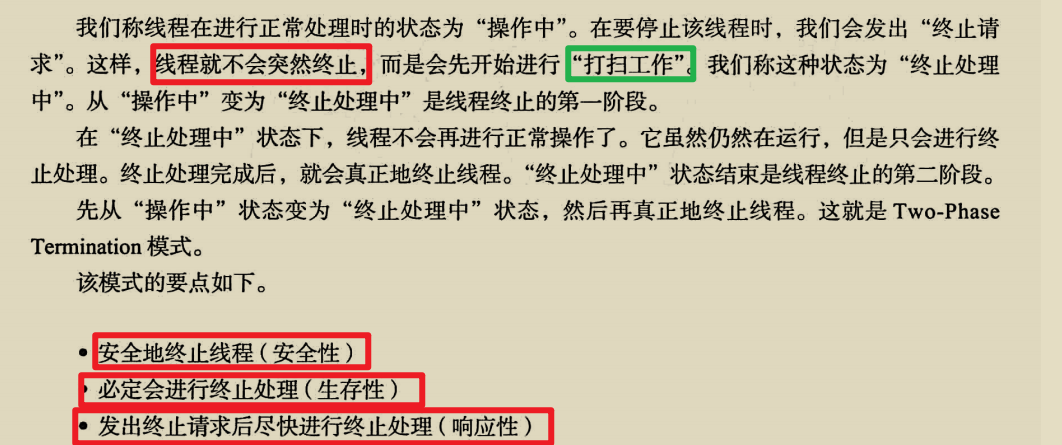 我们称线程在进行正常处理时的状态为“操作中”。在要停止该线程时，我们会发出“终止请
求”。这样，线程就不会突然终止，而是会先开始进行“打扫工作”。我们称这种状态为“终止处理
中”。从“操作中”变为“终止处理中”是线程终止的第一阶段。
在“终止处理中”状态下，线程不会再进行正常操作了。它虽然仍然在运行，但是只会进行终
止处理。终止处理完成后，就会真正地终止线程。“终止处理中”状态结束是线程终止的第二阶段。
先从“操作中”状态变为“终止处理中”状态，然后再真正地终止线程。这就是 Two-Phase
Termination 模式。
该模式的要点如下。
• 安全地终止线程（安全性）
• 必定会进行终止处理（生存性）
• 发出终止请求后尽快进行终止处理（响应性）